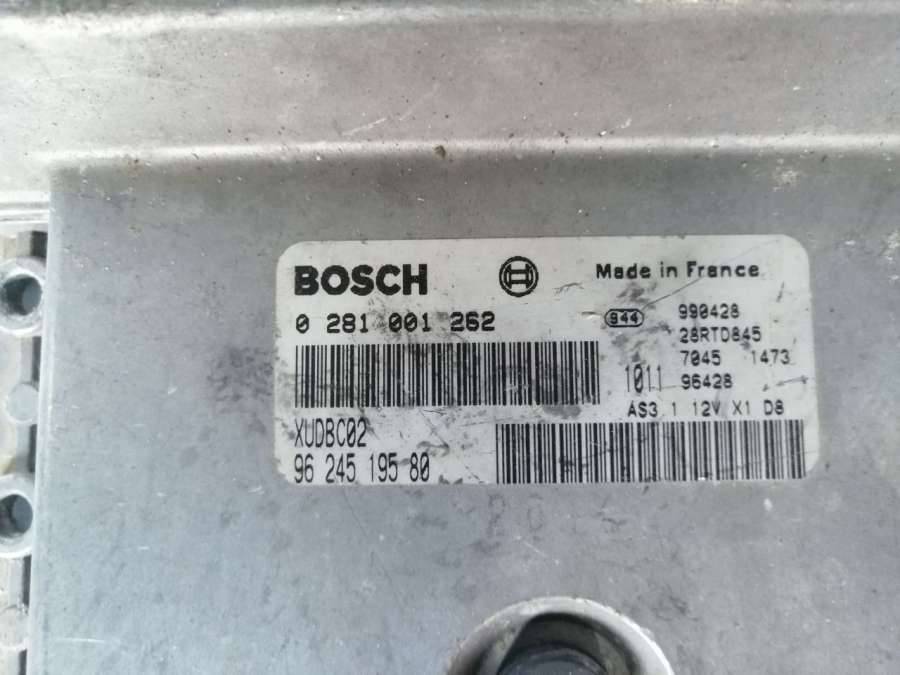 BOSCH
Made in France
0 281 001 262
944
990428
28RTD845
7045 1473
1011
96428
AS3 1 12V X1 D8
XUDBC02
96 245 195 80